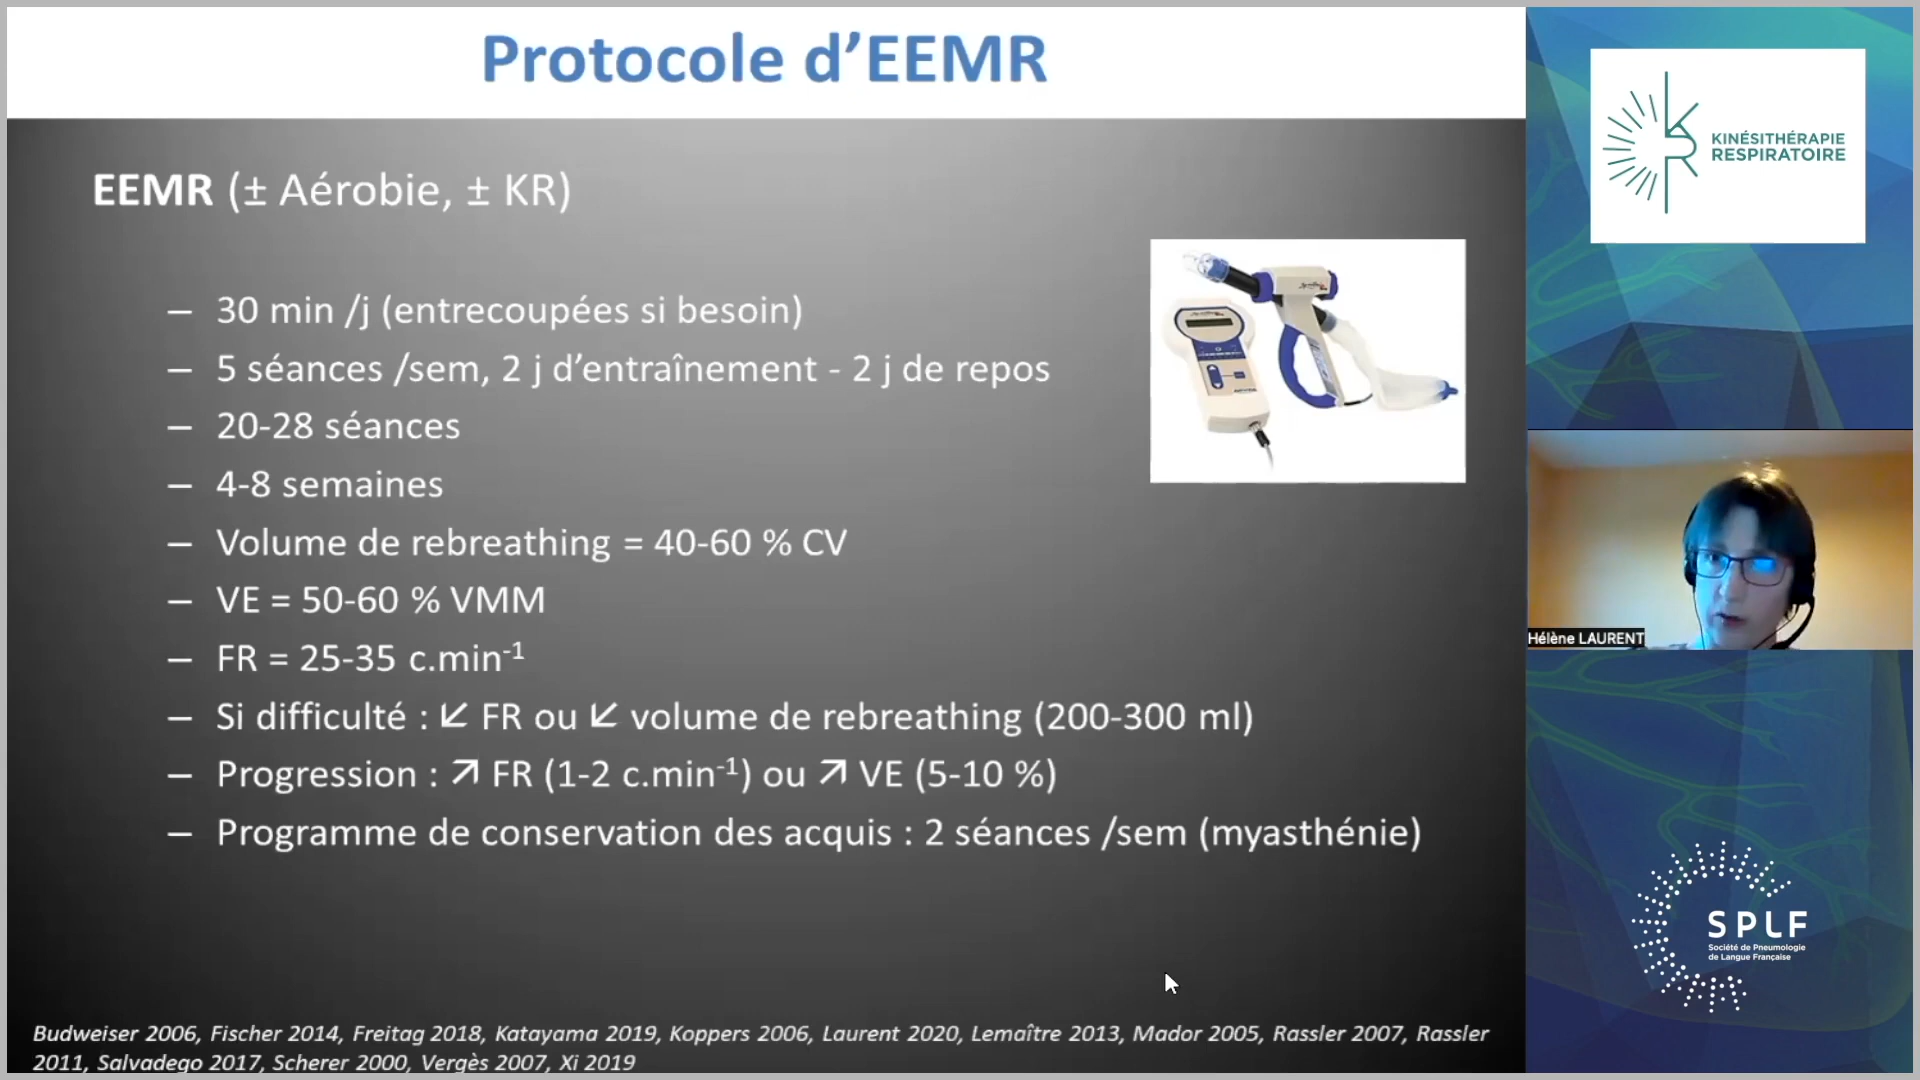 Protocole d’EEMR
EEMR (± Aérobie, ± KR)
– 30 min /j (entrecoupées si besoin)
– 5 séances /sem, 2 j d’entraînement - 2 j de repos
– 20-28 séances
– 4-8 semaines
– Volume de rebreathing = 40-60 % CV
– VE = 50-60 % VMM
– FR = 25-35 c.min⁻¹
– Si difficulté : ↙ FR ou ↙ volume de rebreathing (200-300 ml)
– Progression : ↗ FR (1-2 c.min⁻¹) ou ↗ VE (5-10 %)
– Programme de conservation des acquis : 2 séances /sem (myasthénie)
Budweiser 2006, Fischer 2014, Freitag 2018, Katayama 2019, Koppers 2006, Laurent 2020, Lemaître 2013, Mador 2005, Rassler 2007, Rassler
2011, Salvadego 2017, Scherer 2000, Vergès 2007, Xi 2019
KINÉSITHÉRAPIE
RESPIRATOIRE
Hélène LAURENT
SPLF
Société de Pneumologie
de Langue Française